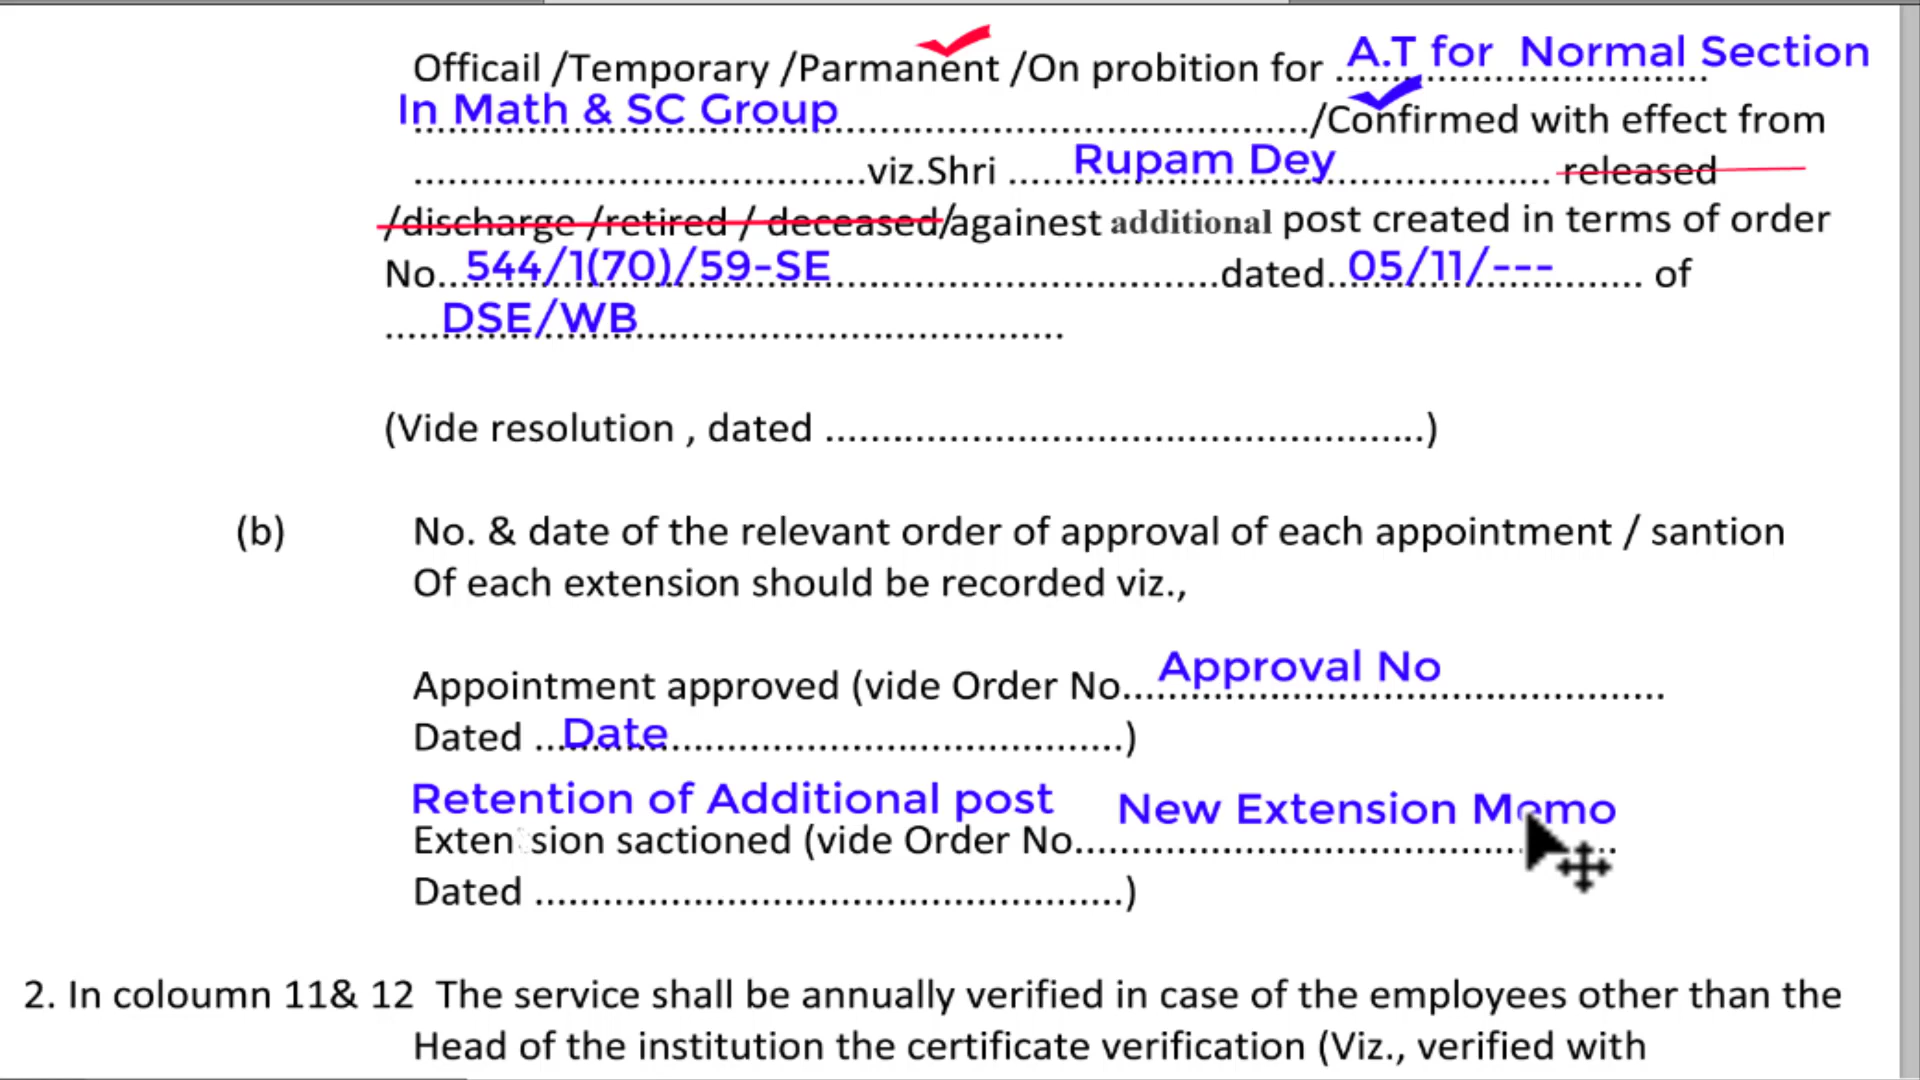 Officail /Temporary /Parmanent /On probition for ..... A.T for Normal Section
In Math & SC Group ...../Confirmed with effect from
.....viz.Shri ..... Rupam Dey ..... released
/discharge /retired / deceased/againest additional post created in terms of order
No... 544/1(70)/59-SE .....dated.. 05/11/--- ..... of
..... DSE/WB .....
(Vide resolution , dated .....)
(b) No. & date of the relevant order of approval of each appointment / santion
Of each extension should be recorded viz.,
Appointment approved (vide Order No... Approval No .....
Dated ... Date .....)
Retention of Additional post New Extension Memo
Extension sactioned (vide Order No.....
Dated .....)
2. In coloumn 11& 12 The service shall be annually verified in case of the employees other than the
Head of the institution the certificate verification (Viz., verified with